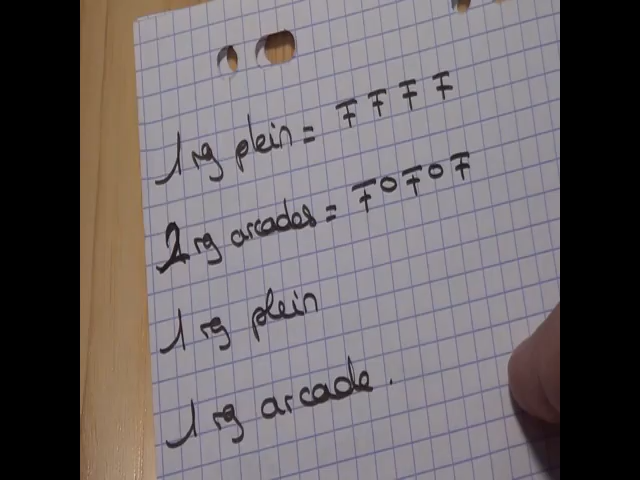 1 rg plein = F F F F
2 rg arcades = F o F o F
1 rg plein
1 rg arcade.